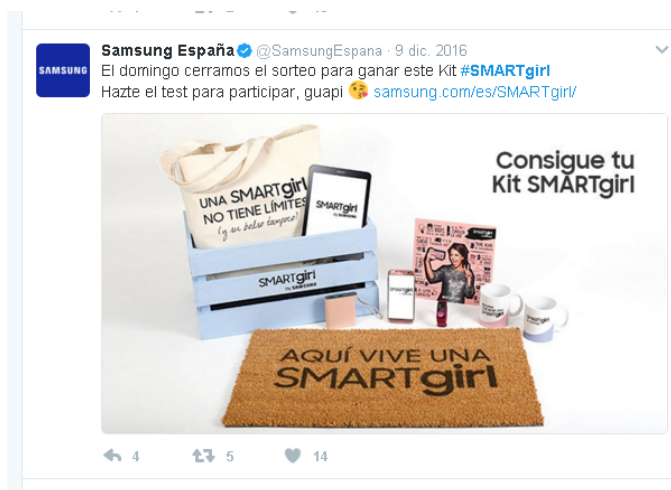 Samsung España @SamsungEspana · 9 dic. 2016
SAMSUNG
El domingo cerramos el sorteo para ganar este Kit #SMARTgirl
Hazte el test para participar, guapi samsung.com/es/SMARTgirl/
Consigue tu
Kit SMARTgirl
UNA SMARTgirl
NO TIENE LÍMITES
(y su bolso tampoco)
SMARTgirl
by SAMSUNG
SMARTgirl
by SAMSUNG
AQUÍ VIVE UNA
SMARTgirl
4 5 14